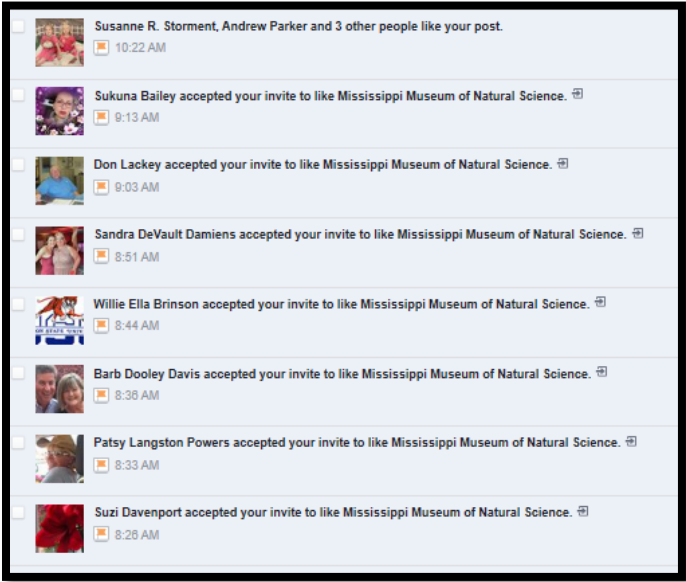 Susanne R. Storment, Andrew Parker and 3 other people like your post.
10:22 AM
Sukuna Bailey accepted your invite to like Mississippi Museum of Natural Science.
9:13 AM
Don Lackey accepted your invite to like Mississippi Museum of Natural Science.
9:03 AM
Sandra DeVault Damiens accepted your invite to like Mississippi Museum of Natural Science.
8:51 AM
Willie Ella Brinson accepted your invite to like Mississippi Museum of Natural Science.
8:44 AM
Barb Dooley Davis accepted your invite to like Mississippi Museum of Natural Science.
8:36 AM
Patsy Langston Powers accepted your invite to like Mississippi Museum of Natural Science.
8:33 AM
Suzi Davenport accepted your invite to like Mississippi Museum of Natural Science.
8:26 AM